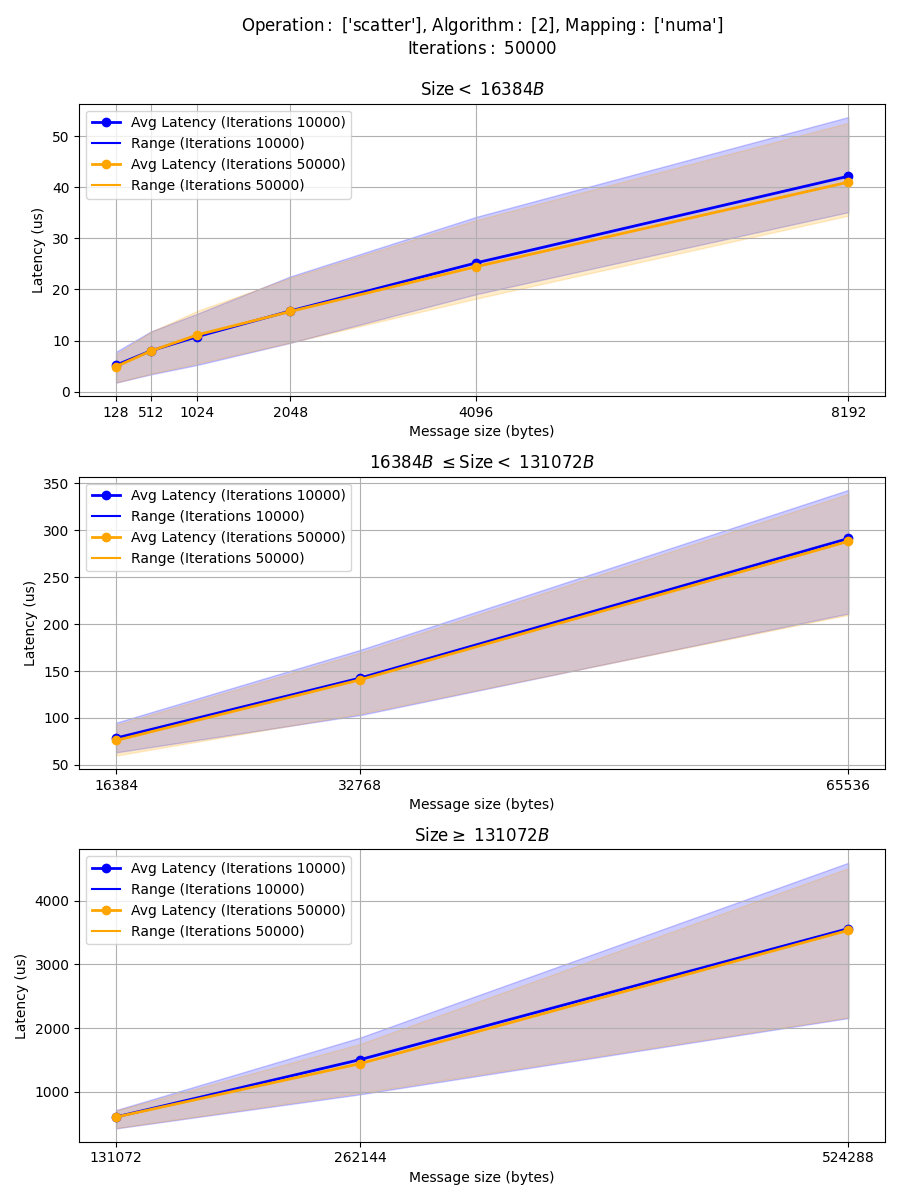 Operation : ['scatter'], Algorithm : [2], Mapping : ['numa']
Iterations : 50000
Size < 16384B
Avg Latency (Iterations 10000)
Range (Iterations 10000)
Avg Latency (Iterations 50000)
Range (Iterations 50000)
Latency (us)
50
40
30
20
10
0
128 512 1024 2048 4096 8192
Message size (bytes)
16384B ≤ Size < 131072B
Avg Latency (Iterations 10000)
Range (Iterations 10000)
Avg Latency (Iterations 50000)
Range (Iterations 50000)
Latency (us)
350
300
250
200
150
100
50
16384 32768 65536
Message size (bytes)
Size ≥ 131072B
Avg Latency (Iterations 10000)
Range (Iterations 10000)
Avg Latency (Iterations 50000)
Range (Iterations 50000)
Latency (us)
4000
3000
2000
1000
131072 262144 524288
Message size (bytes)